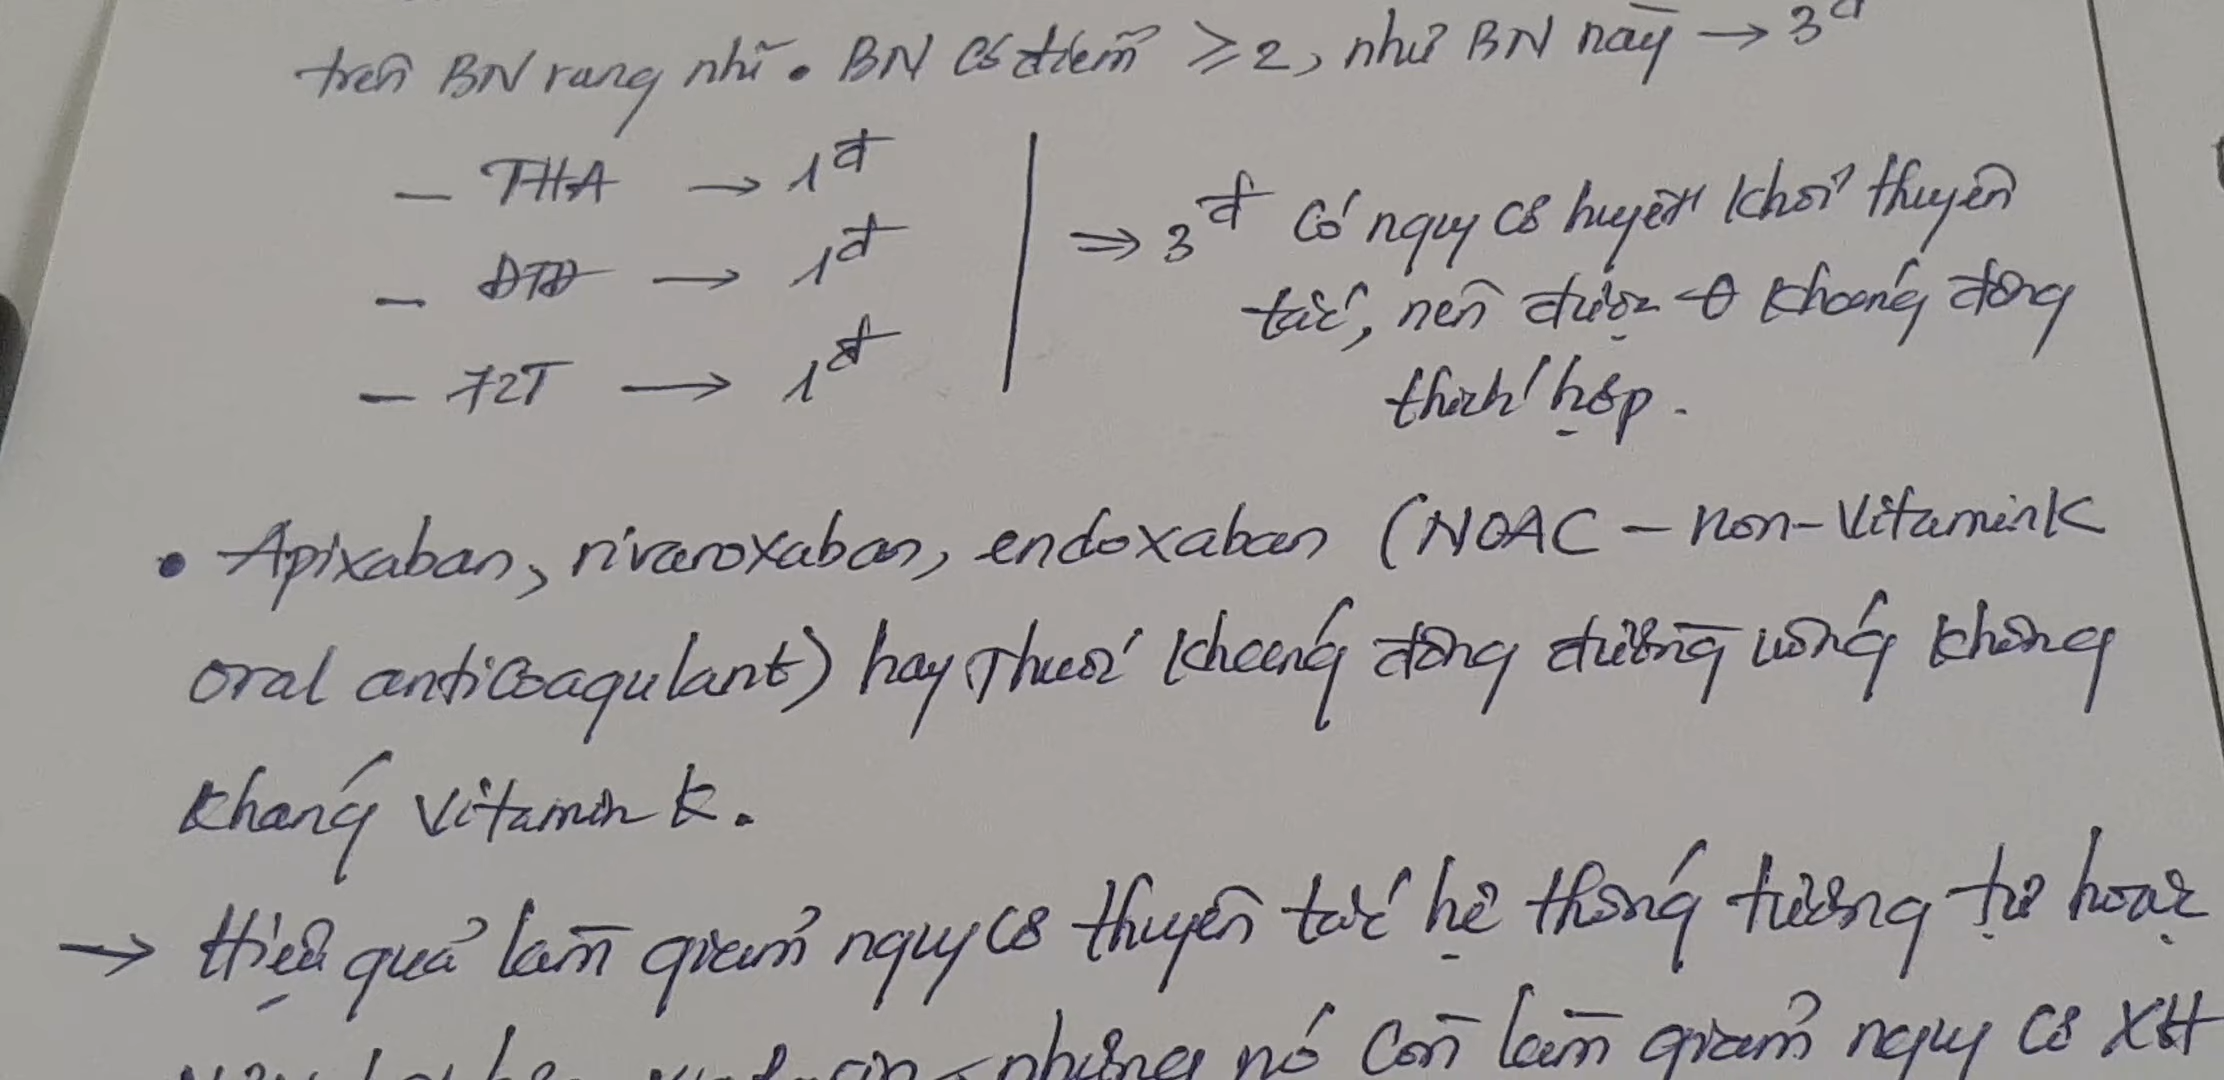 trên BN rung nhĩ. BN có điểm ≥2, như BN này → 3đ
- THA → 1đ
- ĐTĐ → 1đ
- 72T → 1đ
⇒ 3đ Có nguy cơ huyết khối thuyên
tắc, nên được θ kháng đông
thích hợp.
• Apixaban, rivaroxaban, endoxaban (NOAC - non-Vitamin K
oral anticoagulant) hay Thuốc kháng đông đường uống không
kháng Vitamin K.
→ Hiệu quả làm giảm nguy cơ thuyên tắc hệ thống tương tự hoặc
nhưng nó còn làm giảm nguy cơ XH